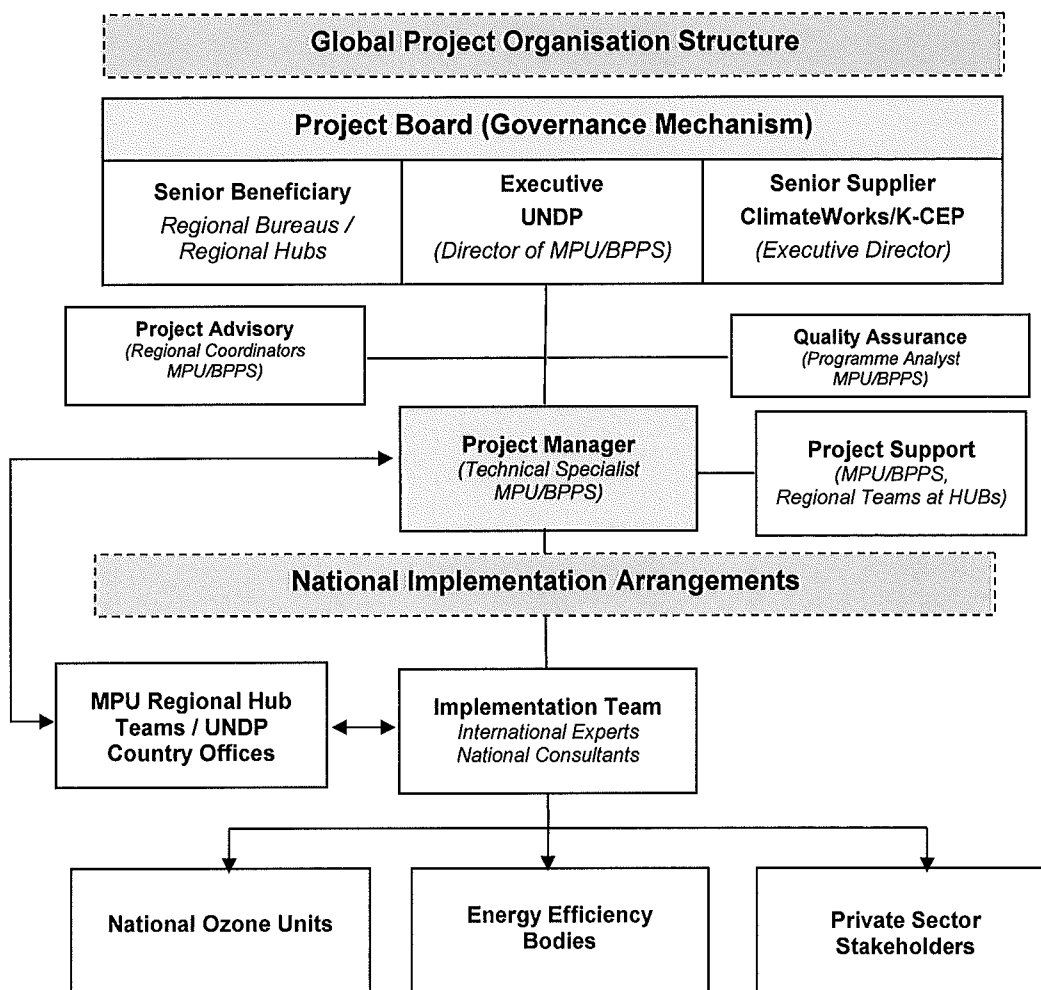 Global Project Organisation Structure
Project Board (Governance Mechanism)
Senior Beneficiary
Regional Bureaus /
Regional Hubs
Executive
UNDP
(Director of MPU/BPPS)
Senior Supplier
ClimateWorks/K-CEP
(Executive Director)
Project Advisory
(Regional Coordinators
MPU/BPPS)
Quality Assurance
(Programme Analyst
MPU/BPPS)
Project Manager
(Technical Specialist
MPU/BPPS)
Project Support
(MPU/BPPS,
Regional Teams at HUBs)
National Implementation Arrangements
MPU Regional Hub
Teams / UNDP
Country Offices
Implementation Team
International Experts
National Consultants
National Ozone Units
Energy Efficiency
Bodies
Private Sector
Stakeholders